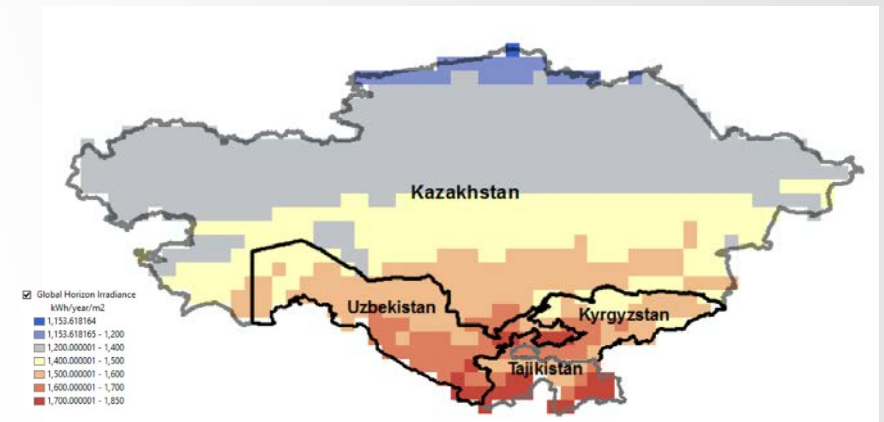 Kazakhstan
Uzbekistan
Kyrgyzstan
Tajikistan
Global Horizon Irradiance
kWh/year/m2
1,153.618164
1,153.618165 - 1,200
1,200.000001 - 1,400
1,400.000001 - 1,500
1,500.000001 - 1,600
1,600.000001 - 1,700
1,700.000001 - 1,850